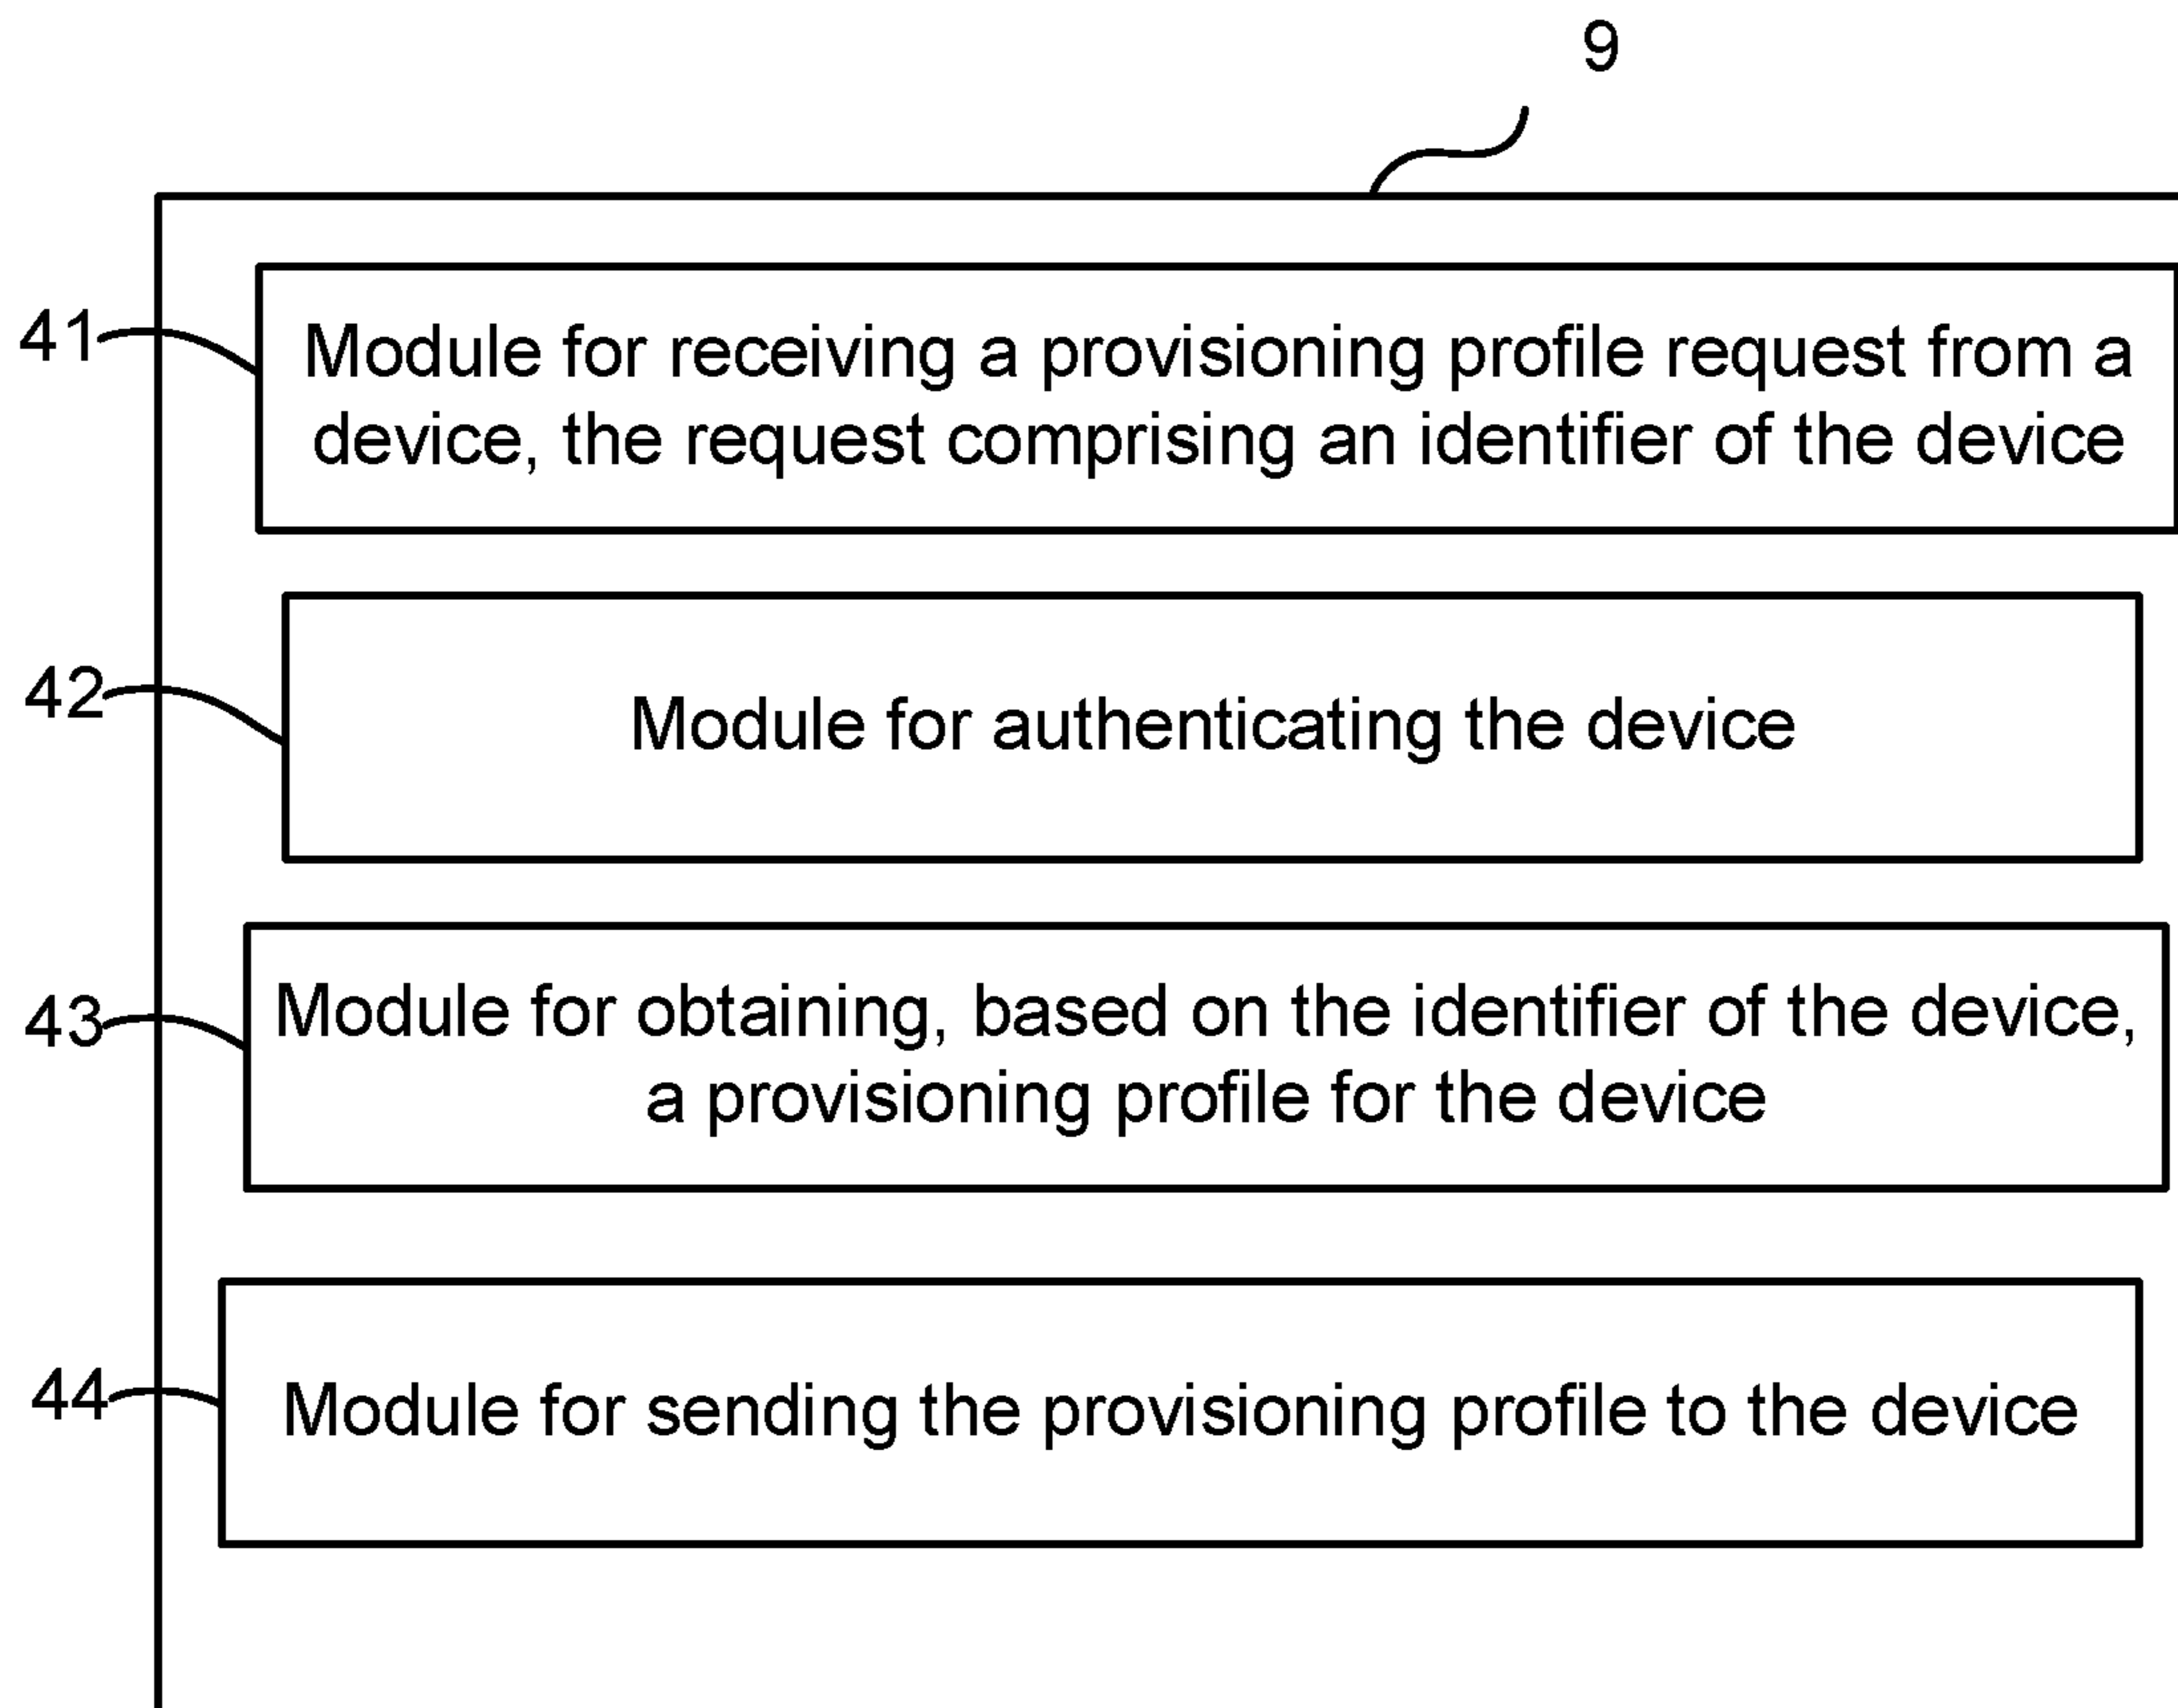 9
41
Module for receiving a provisioning profile request from a
device, the request comprising an identifier of the device
42
Module for authenticating the device
43
Module for obtaining, based on the identifier of the device,
a provisioning profile for the device
44
Module for sending the provisioning profile to the device